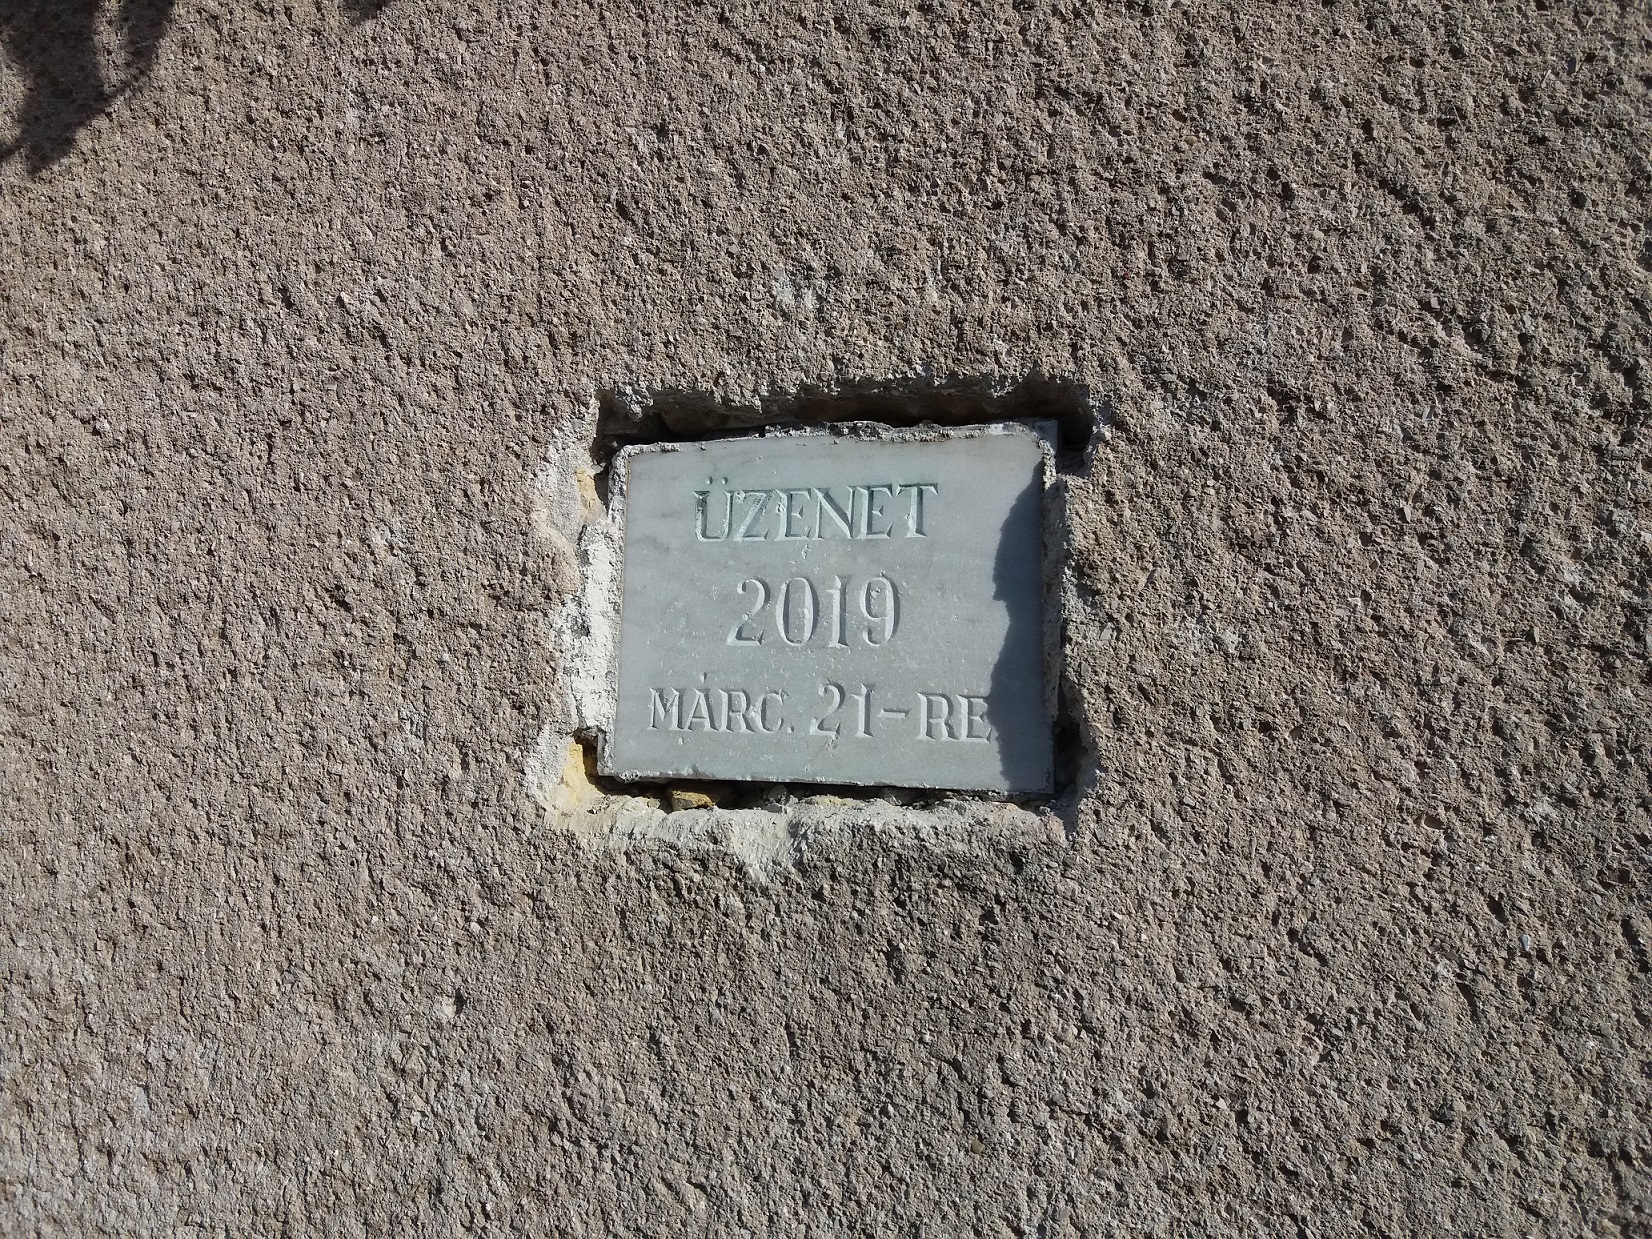 ÜZENET
2019
MÁRC. 21-RE